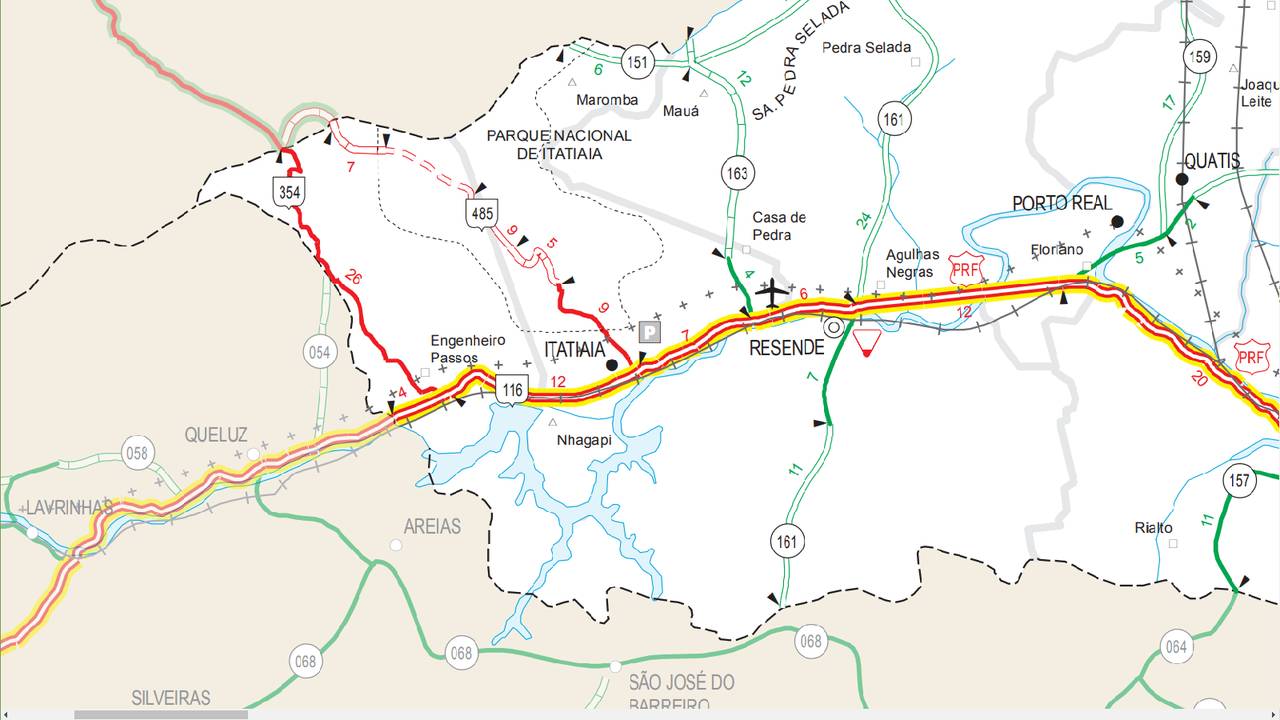 SA. PEDRA SELADA
Pedra Selada
151
6
12
159
Maromba
Mauá
Joaqu
Leite
17
161
PARQUE NACIONAL
DE ITATIAIA
7
163
QUATIS
354
485
PORTO REAL
Casa de
Pedra
24
2
9
5
Floriano
5
Agulhas
Negras
PRF
26
4
6
9
12
P
7
Engenheiro
Passos
ITATIAIA
RESENDE
PRF
054
116
12
4
7
20
QUELUZ
Nhagapi
058
11
157
LAVRINHAS
AREIAS
11
Rialto
161
068
068
068
064
SÃO JOSÉ DO
BARREIRO
SILVEIRAS